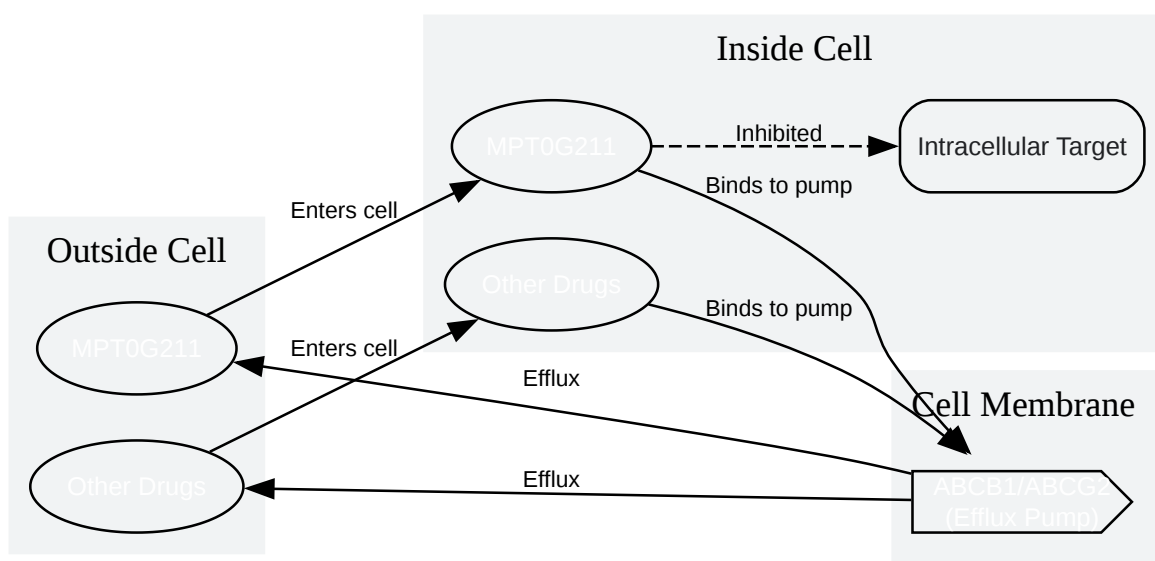 Inside Cell
MPT0G211
Inhibited
Intracellular Target
Binds to pump
Enters cell
Outside Cell
Other Drugs
Binds to pump
MPT0G211
Enters cell
Efflux
Cell Membrane
Other Drugs
Efflux
ABCB1/ABCG2
(Efflux Pump)